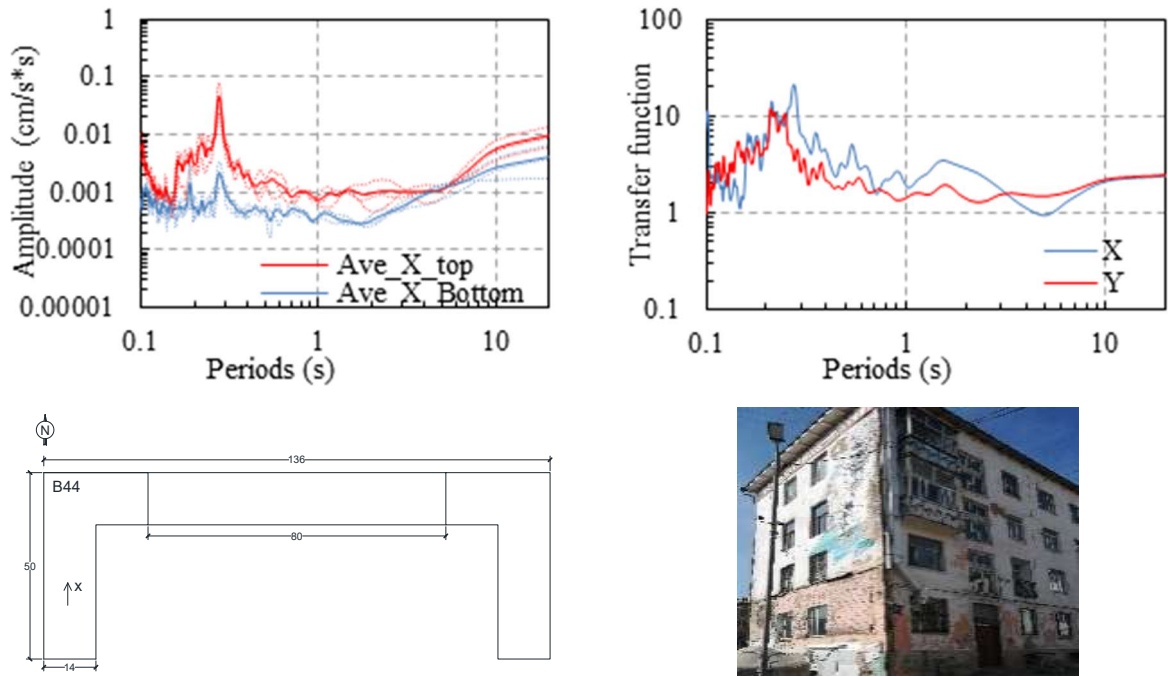 1
0.1
0.01
0.001
0.0001
0.00001
Amplitude (cm/s*s)
Ave_X_top
Ave_X_Bottom
0.1
1
10
Periods (s)
100
10
1
0.1
Transfer function
X
Y
0.1
1
10
Periods (s)
N
136
B44
80
50
x
14